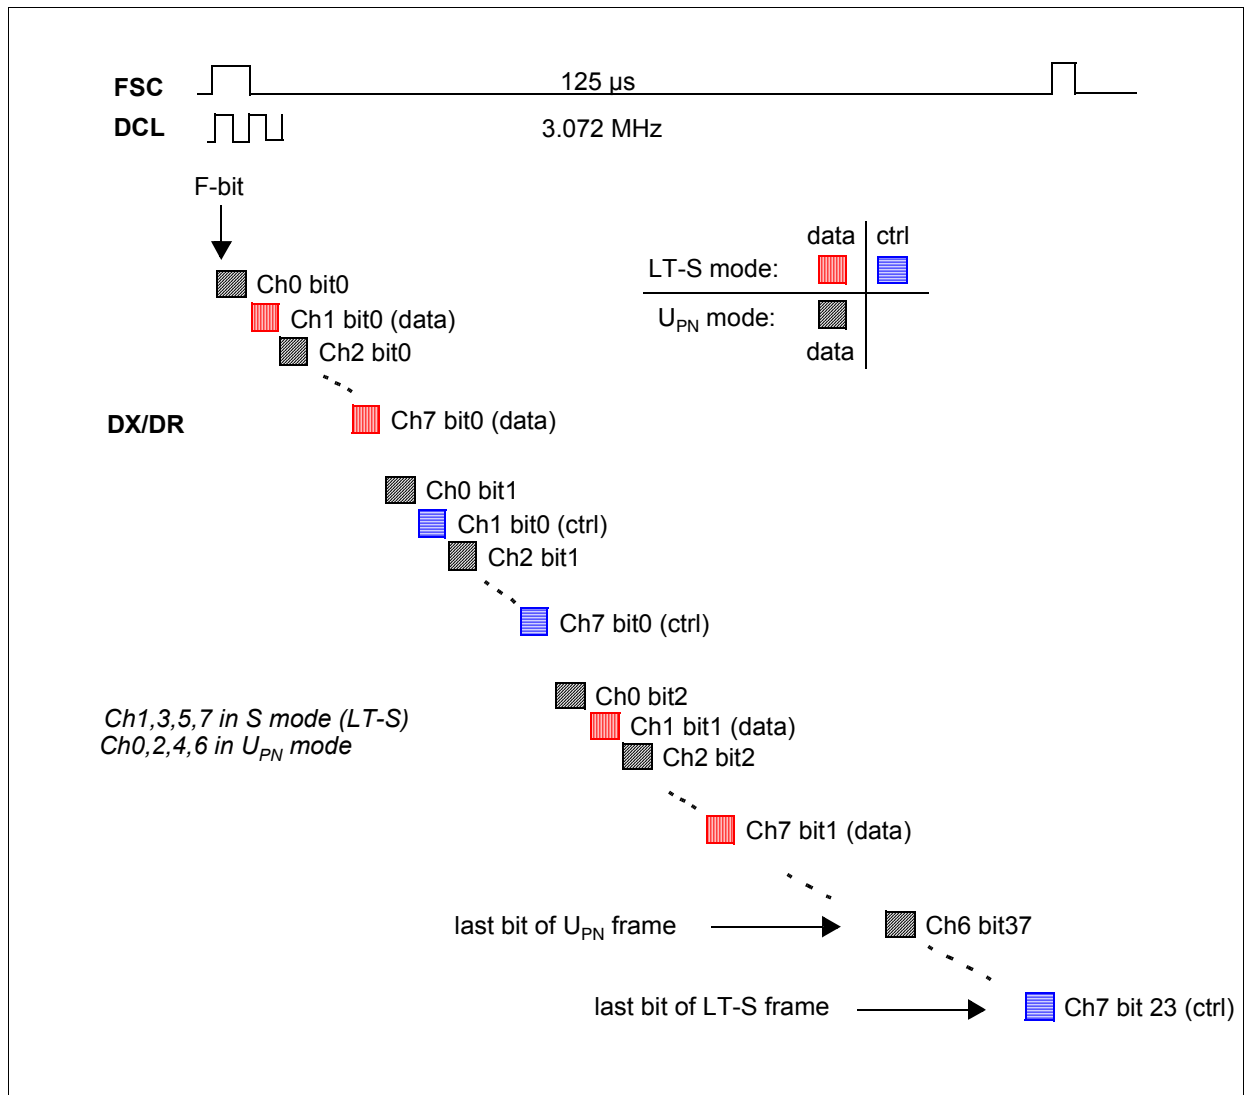 FSC
125 µs
DCL
3.072 MHz
F-bit
data ctrl
LT-S mode:
UPN mode:
data
Ch0 bit0
Ch1 bit0 (data)
Ch2 bit0
DX/DR
Ch7 bit0 (data)
Ch0 bit1
Ch1 bit0 (ctrl)
Ch2 bit1
Ch7 bit0 (ctrl)
Ch0 bit2
Ch1 bit1 (data)
Ch2 bit2
Ch1,3,5,7 in S mode (LT-S)
Ch0,2,4,6 in UPN mode
Ch7 bit1 (data)
last bit of UPN frame
Ch6 bit37
last bit of LT-S frame
Ch7 bit 23 (ctrl)